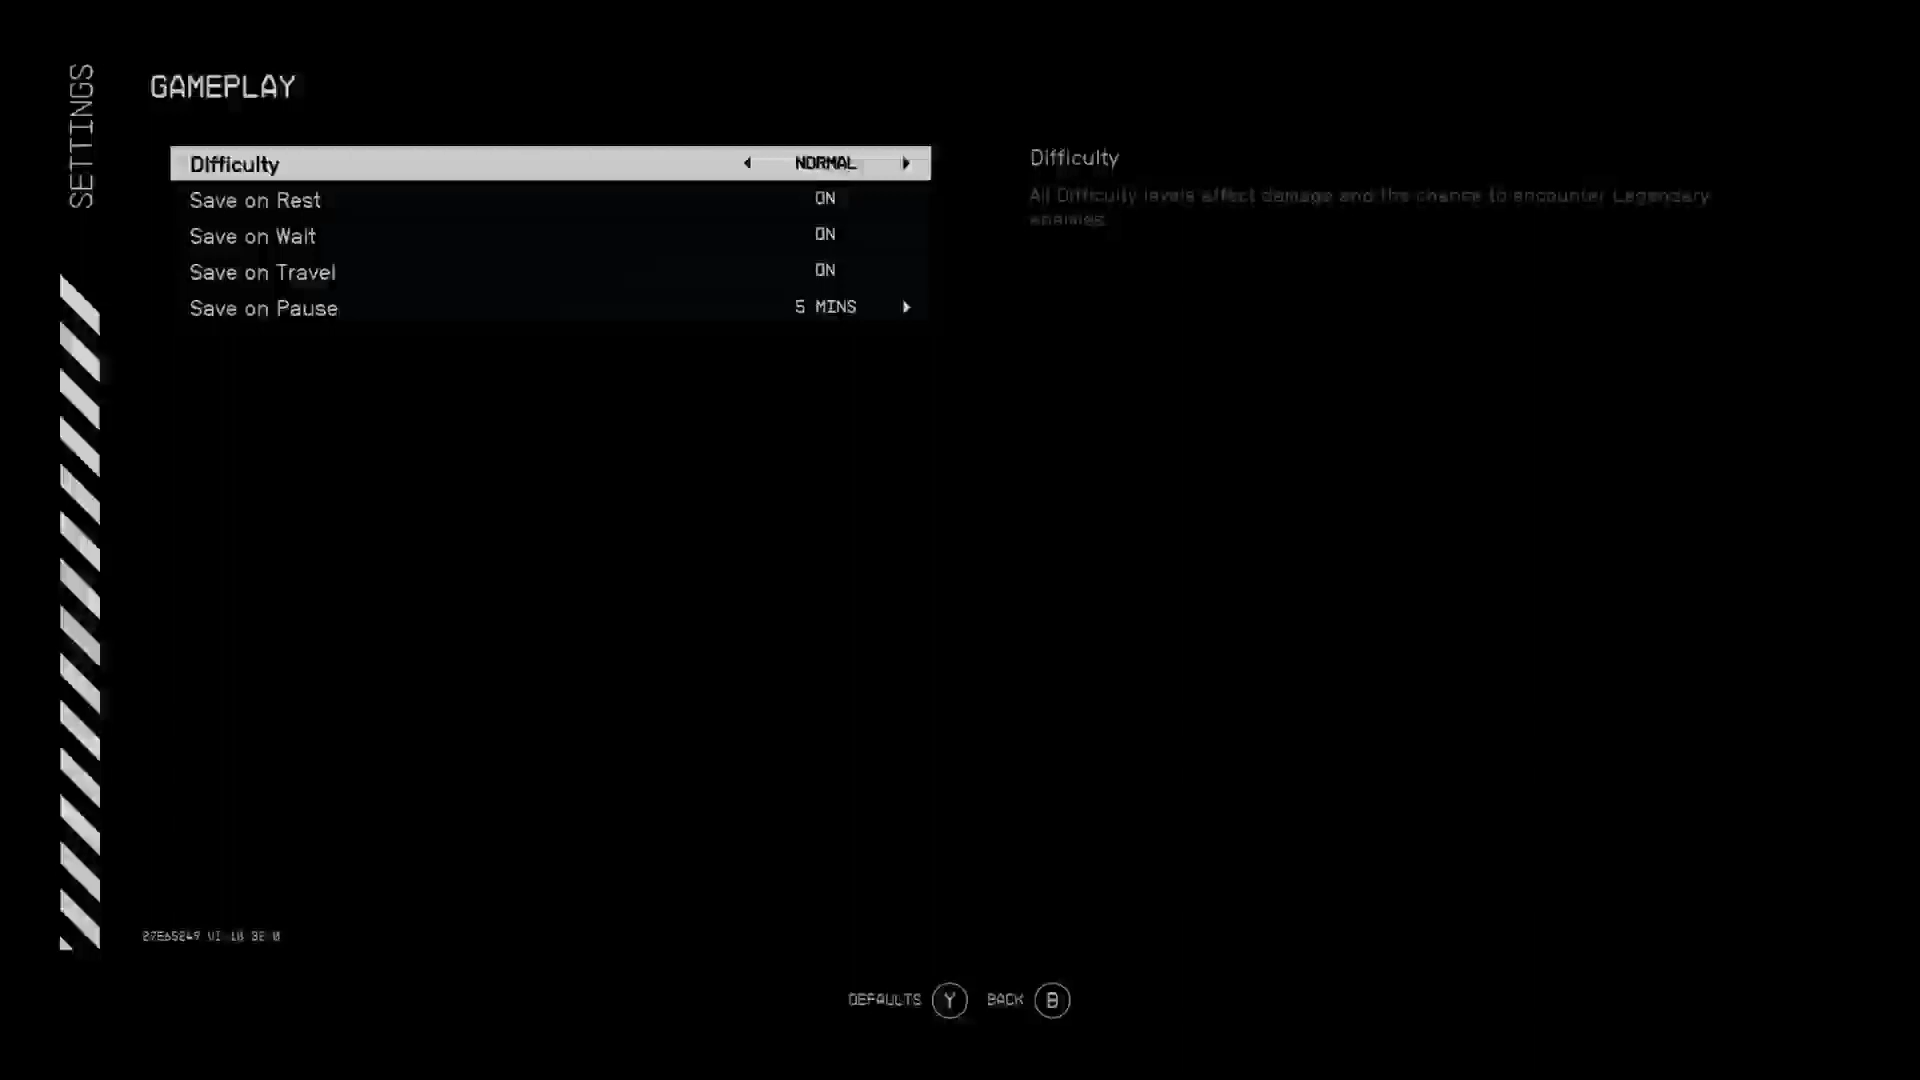 SETTINGS
GAMEPLAY
Difficulty NORMAL
Save on Rest ON
Save on Wait ON
Save on Travel ON
Save on Pause 5 MINS
Difficulty
All Difficulty levels affect damage and the chance to encounter Legendary
enemies.
DEFAULTS Y BACK B